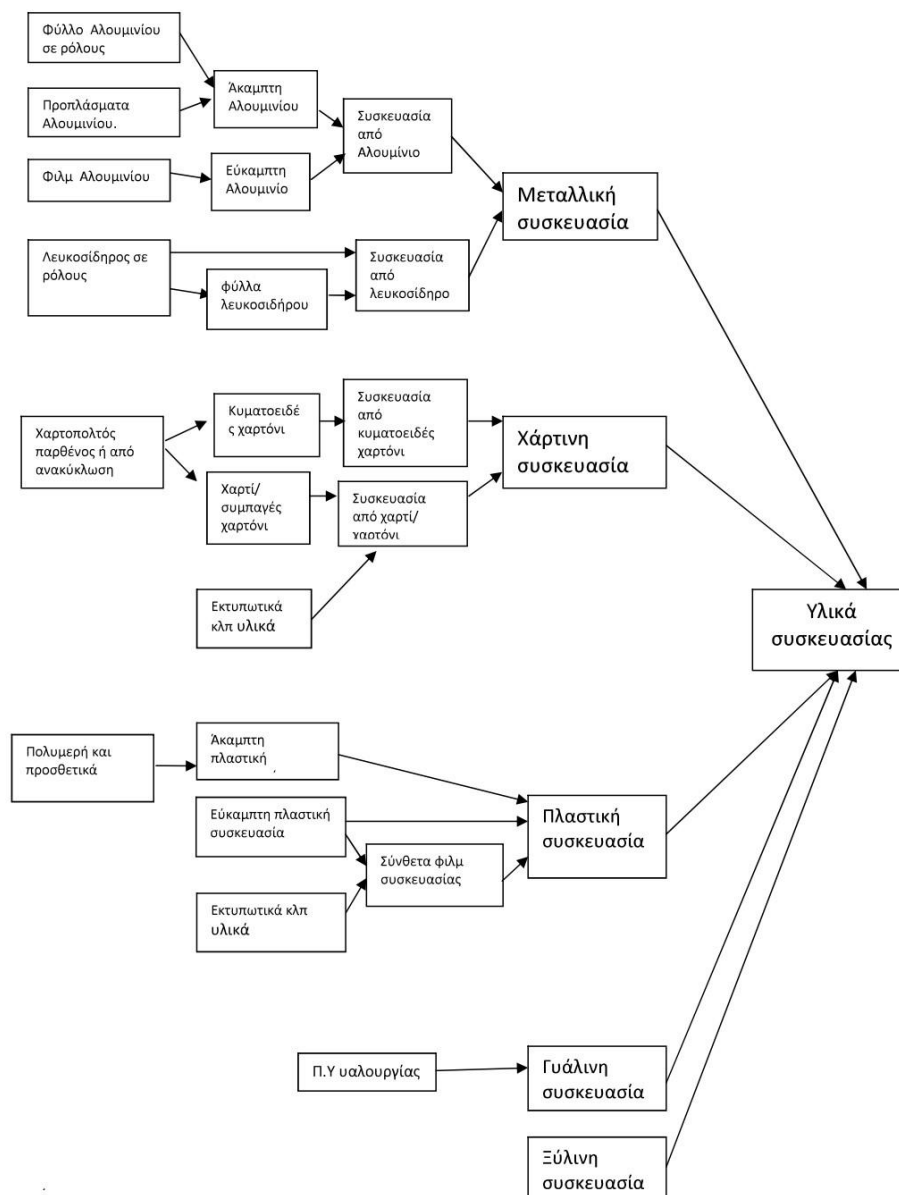 Φύλλο Αλουμινίου
σε ρόλους
Προπλάσματα
Αλουμινίου.
Άκαμπτη
Αλουμινίου
Συσκευασία
από
Αλουμίνιο
Φιλμ Αλουμινίου
Εύκαμπτη
Αλουμινίο
Μεταλλική
συσκευασία
Λευκοσίδηρος σε
ρόλους
φύλλα
λευκοσιδήρου
Συσκευασία
από
λευκοσίδηρο
Χαρτοπολτός
παρθένος ή από
ανακύκλωση
Κυματοειδέ
ς χαρτόνι
Συσκευασία
από
κυματοειδές
χαρτόνι
Χάρτινη
συσκευασία
Χαρτί/
συμπαγές
χαρτόνι
Συσκευασία
από χαρτί/
χαρτόνι
Εκτυπωτικά
κλπ υλικά
Υλικά
συσκευασίας
Πολυμερή και
προσθετικά
Άκαμπτη
πλαστική
Εύκαμπτη πλαστική
συσκευασία
Σύνθετα φιλμ
συσκευασίας
Πλαστική
συσκευασία
Εκτυπωτικά κλπ
υλικά
Π.Υ υαλουργίας
Γυάλινη
συσκευασία
Ξύλινη
συσκευασία